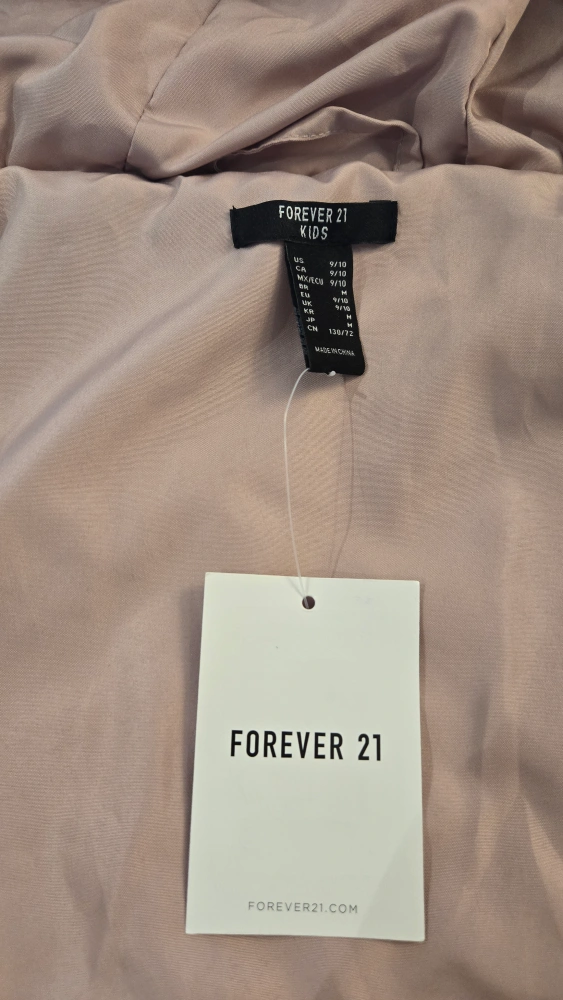 FOREVER 21
KIDS
US 9/10
CA 9/10
MX/ECU 9/10
BR M
EU 9/10
UK 9/10
KR M
JP M
CN 130/72
MADE IN CHINA
FOREVER 21
FOREVER21.COM